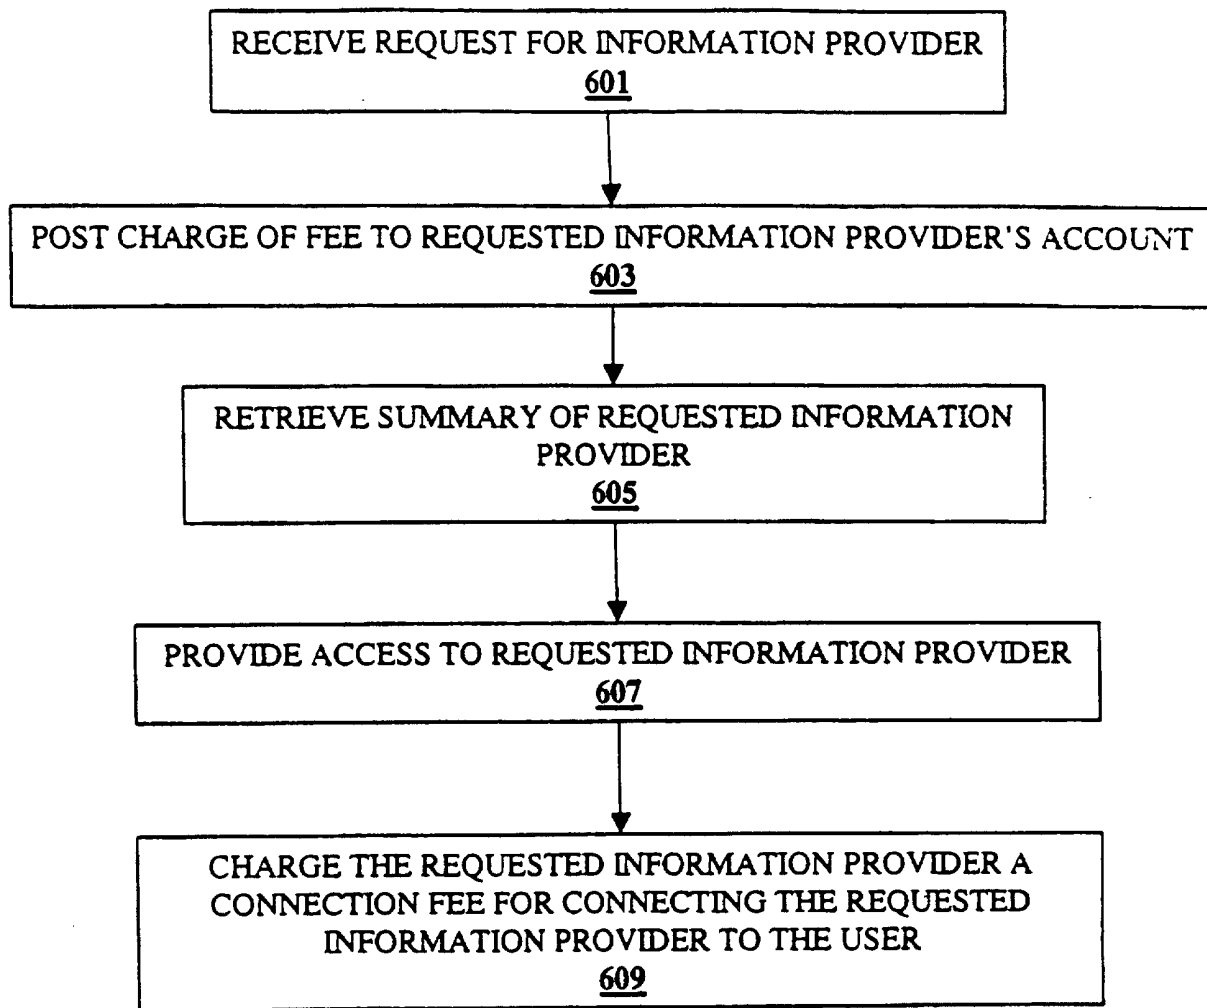 RECEIVE REQUEST FOR INFORMATION PROVIDER
601
POST CHARGE OF FEE TO REQUESTED INFORMATION PROVIDER'S ACCOUNT
603
RETRIEVE SUMMARY OF REQUESTED INFORMATION
PROVIDER
605
PROVIDE ACCESS TO REQUESTED INFORMATION PROVIDER
607
CHARGE THE REQUESTED INFORMATION PROVIDER A
CONNECTION FEE FOR CONNECTING THE REQUESTED
INFORMATION PROVIDER TO THE USER
609